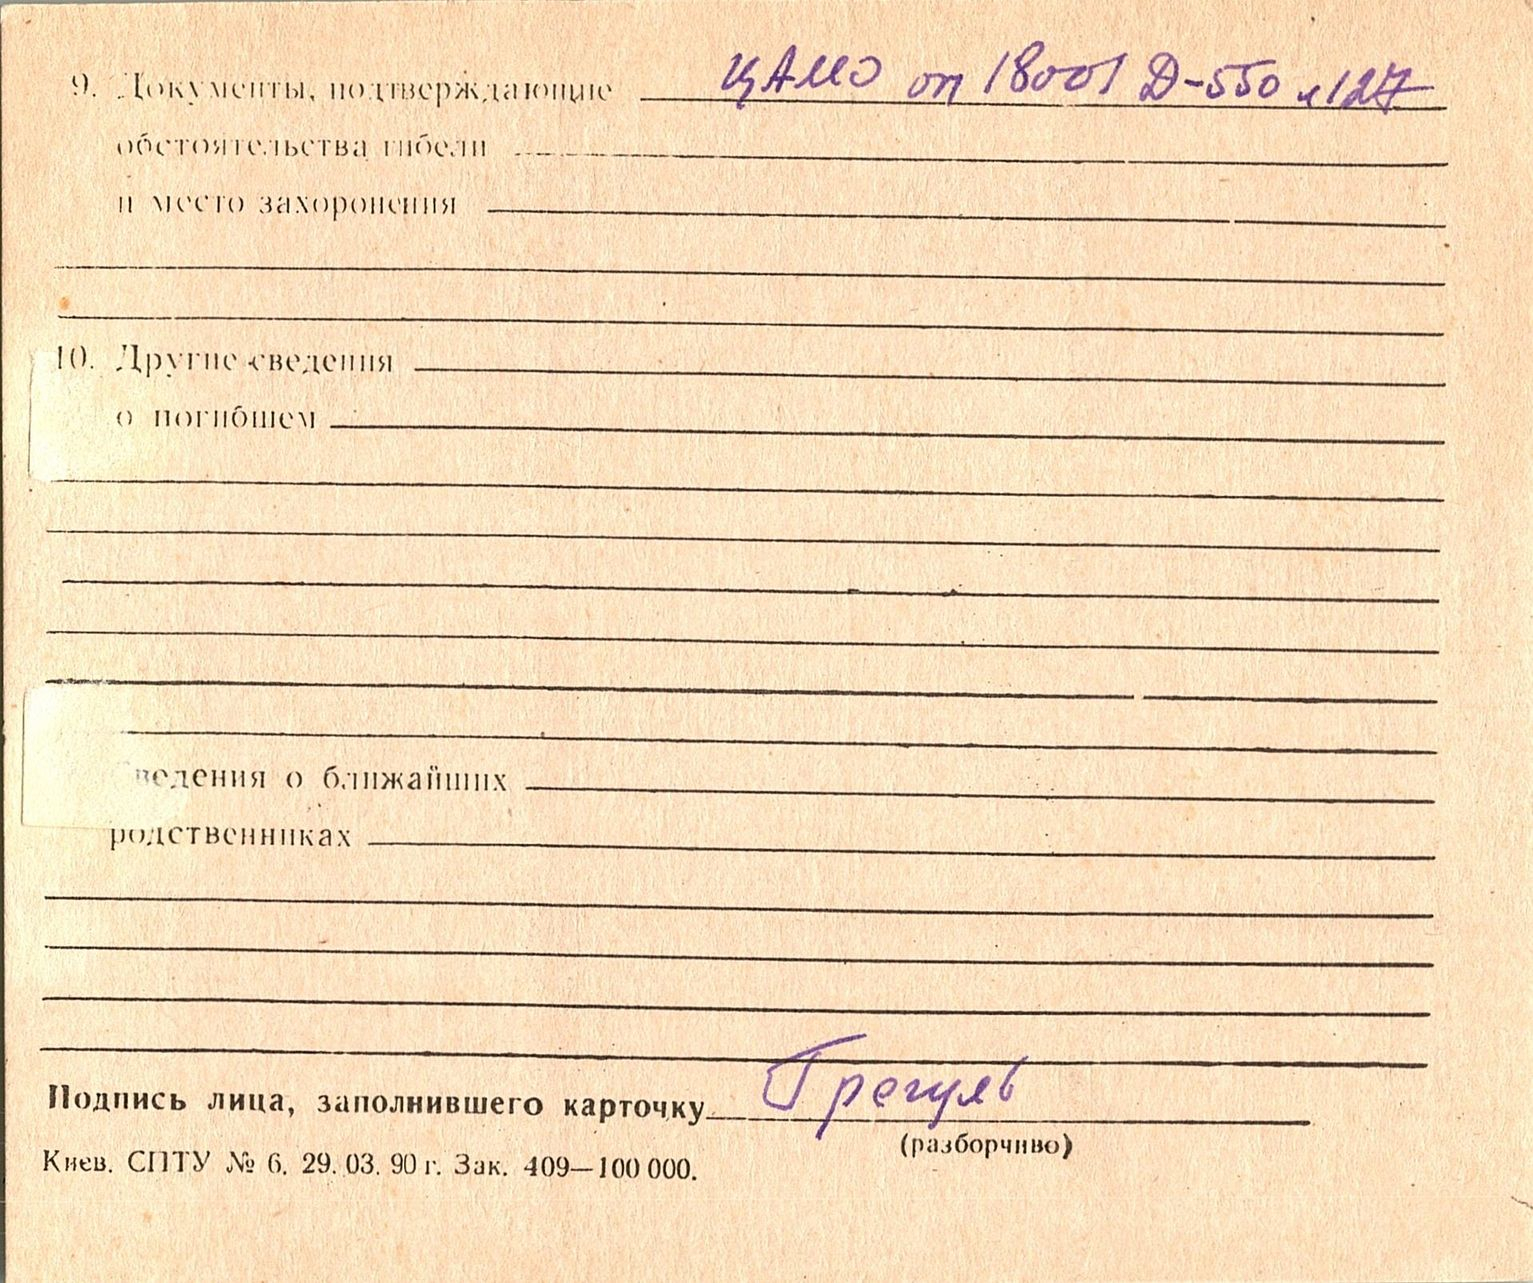 9. Документы, подтверждающие ЦАМО оп 18001 Д-550 л127
обстоятельства гибели
и место захоронения
10. Другие сведения
о погибшем
Сведения о ближайших
родственниках
Подпись лица, заполнившего карточку Грегуль
(разборчиво)
Киев. СПТУ № 6. 29. 03. 90 г. Зак. 409—100 000.